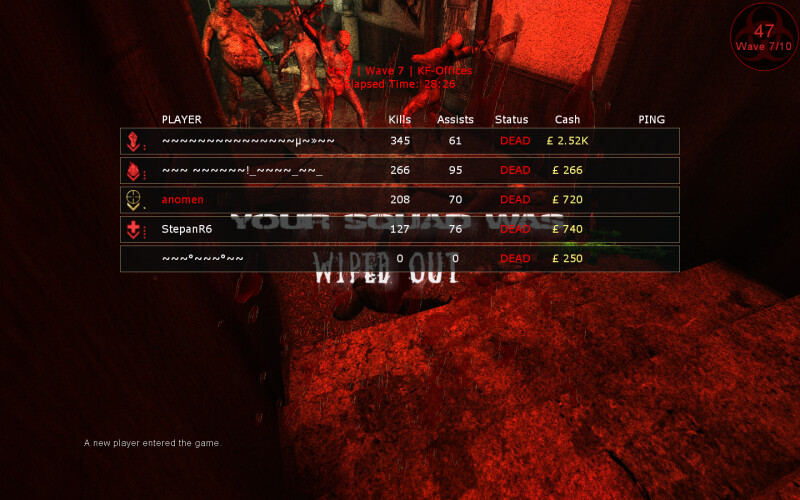 47
Wave 7/10
| Wave 7 | KF-Offices
Elapsed Time: 28:26
PLAYER Kills Assists Status Cash PING
~~~~~~~~~~~~~~~µ~»~~ 345 61 DEAD £ 2.52K
~~~ ~~~~~~!_~~~~_~~_ 266 95 DEAD £ 266
anomen 208 70 DEAD £ 720
YOUR SQUAD WAS
StepanR6 127 76 DEAD £ 740
~~~°~~~°~~ 0 0 DEAD £ 250
WIPED OUT
A new player entered the game.